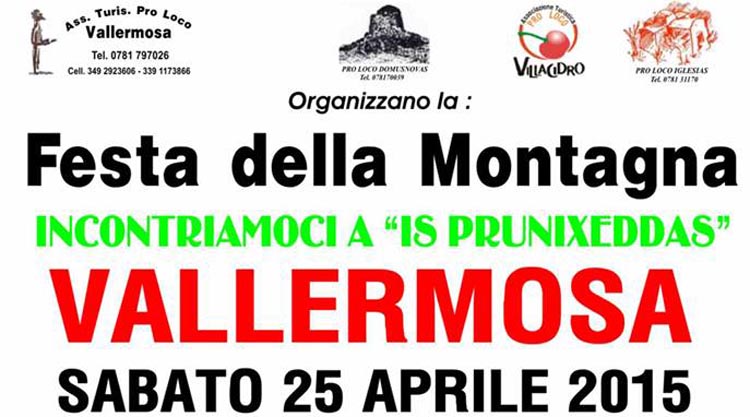 Ass. Turis. Pro Loco
Vallermosa
Tel. 0781 797026
Cell. 349 2923606 - 339 1173866
PRO LOCO DOMUSNOVAS
Tel. 078170039
Associazione Turistica
PRO LOCO
VILLACIDRO
PRO LOCO IGLESIAS
Tel. 0781 31170
Organizzano la :
Festa della Montagna
INCONTRIAMOCI A “IS PRUNIXEDDAS”
VALLERMOSA
SABATO 25 APRILE 2015